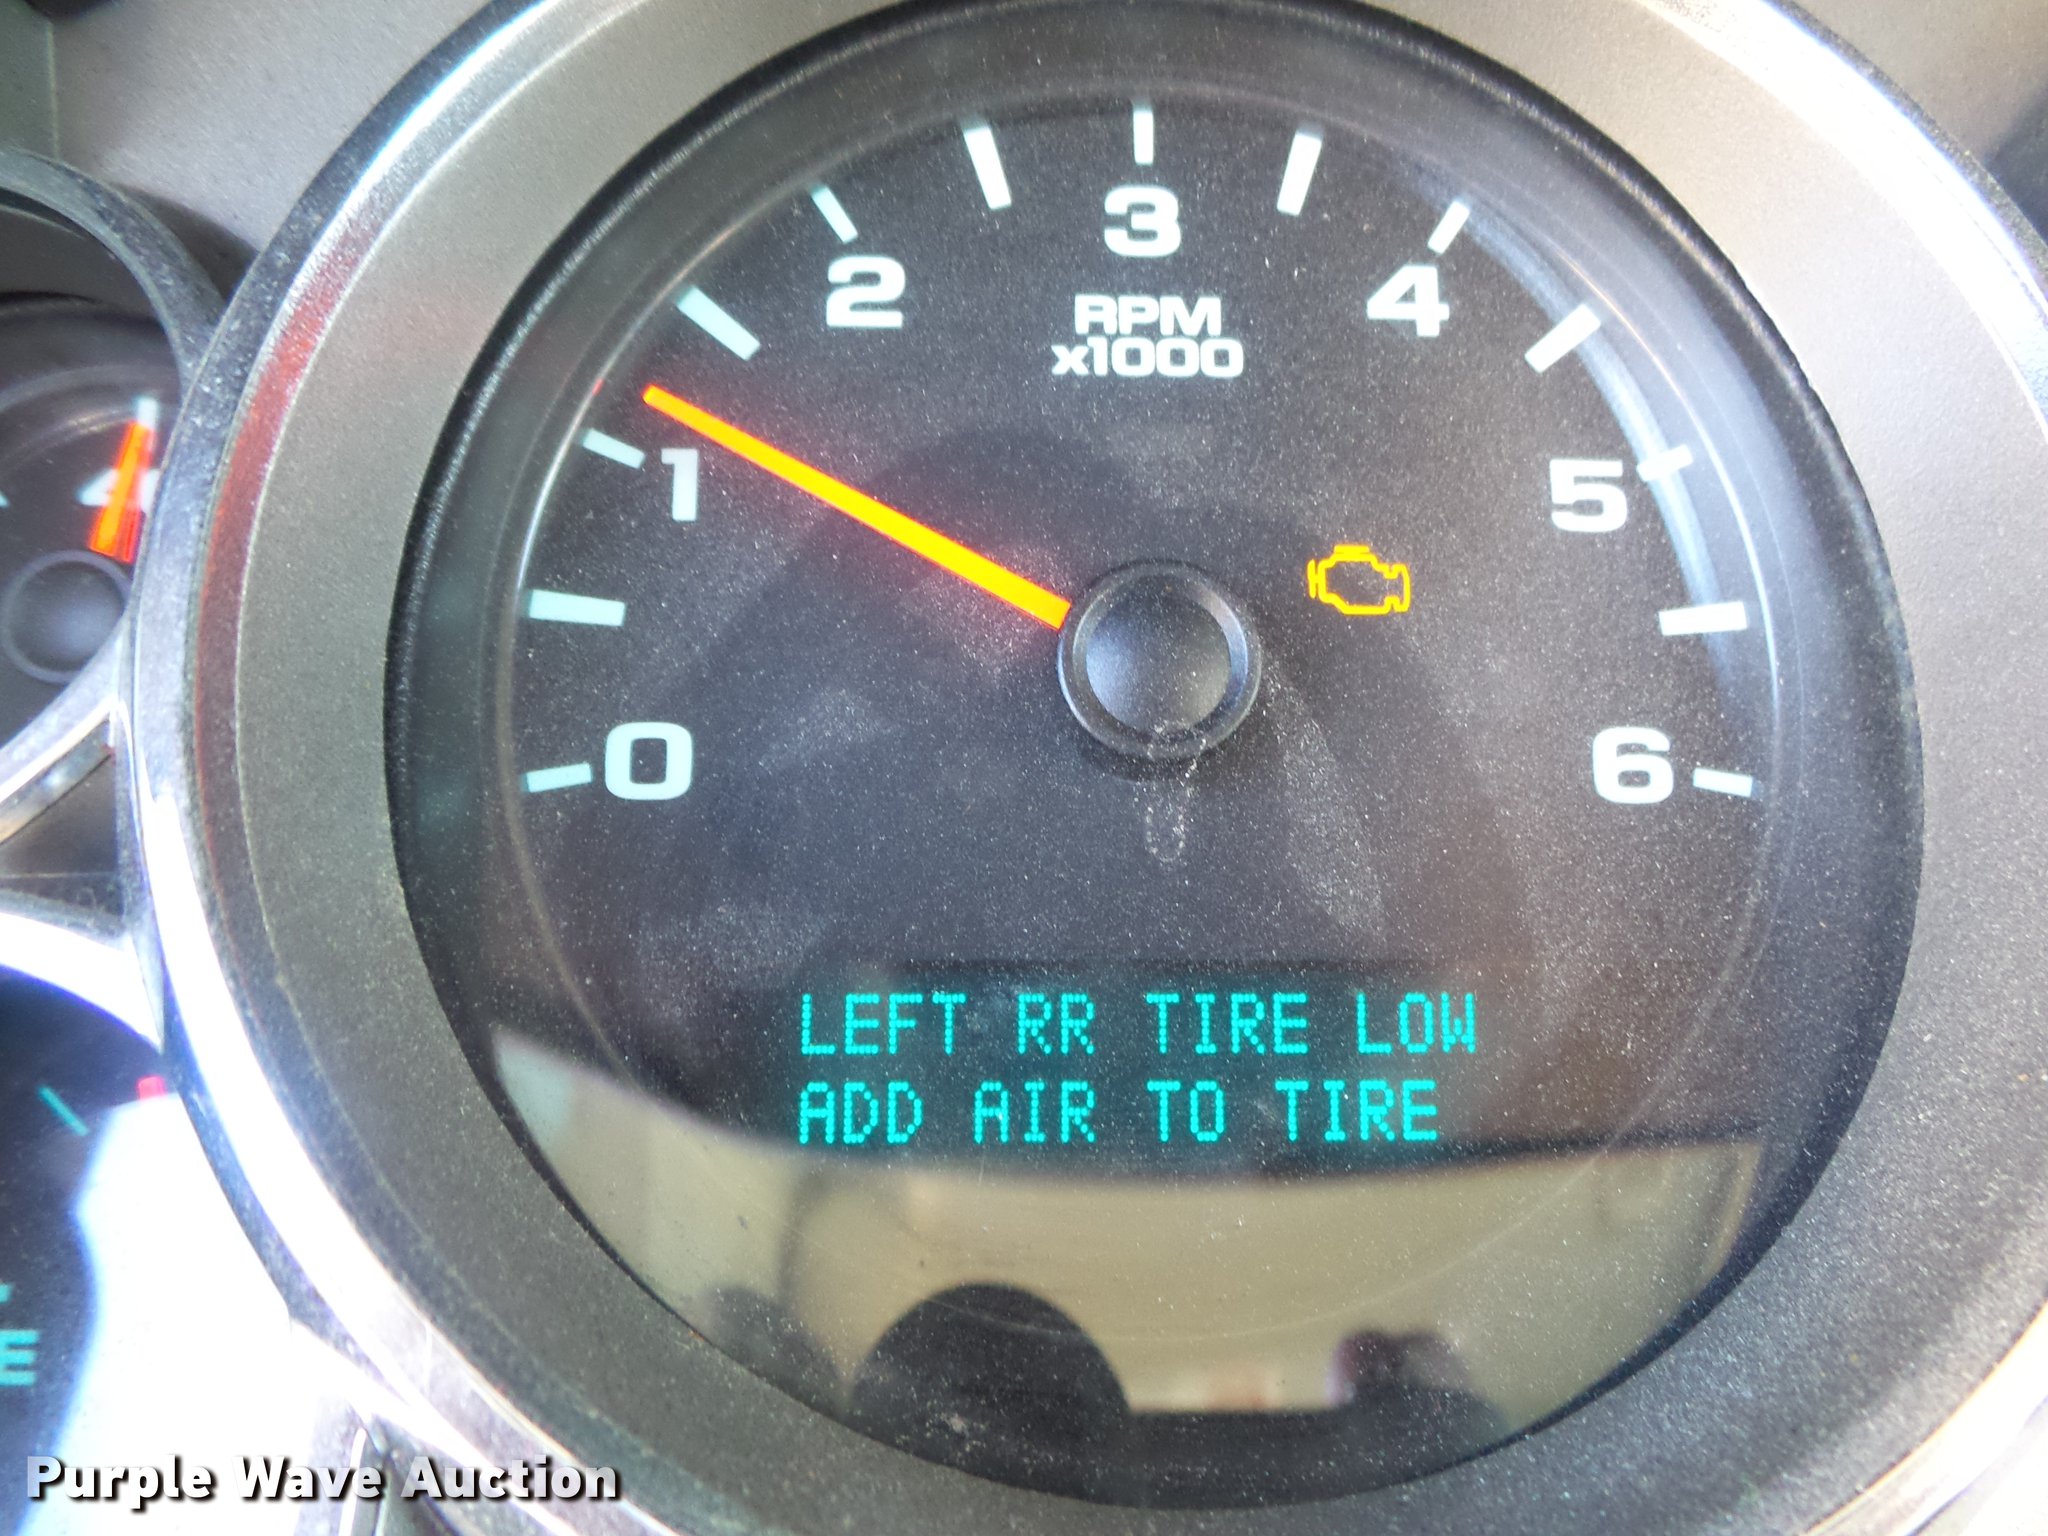 3
2
4
RPM
x1000
1
5
0
6
LEFT RR TIRE LOW
ADD AIR TO TIRE
E
Purple Wave Auction